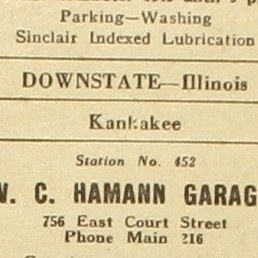 Parking—Washing
Sinclair Indexed Lubrication
DOWNSTATE—Illinois
Kankakee
Station No. 452
W. C. HAMANN GARAG
756 East Court Street
Phone Main 216